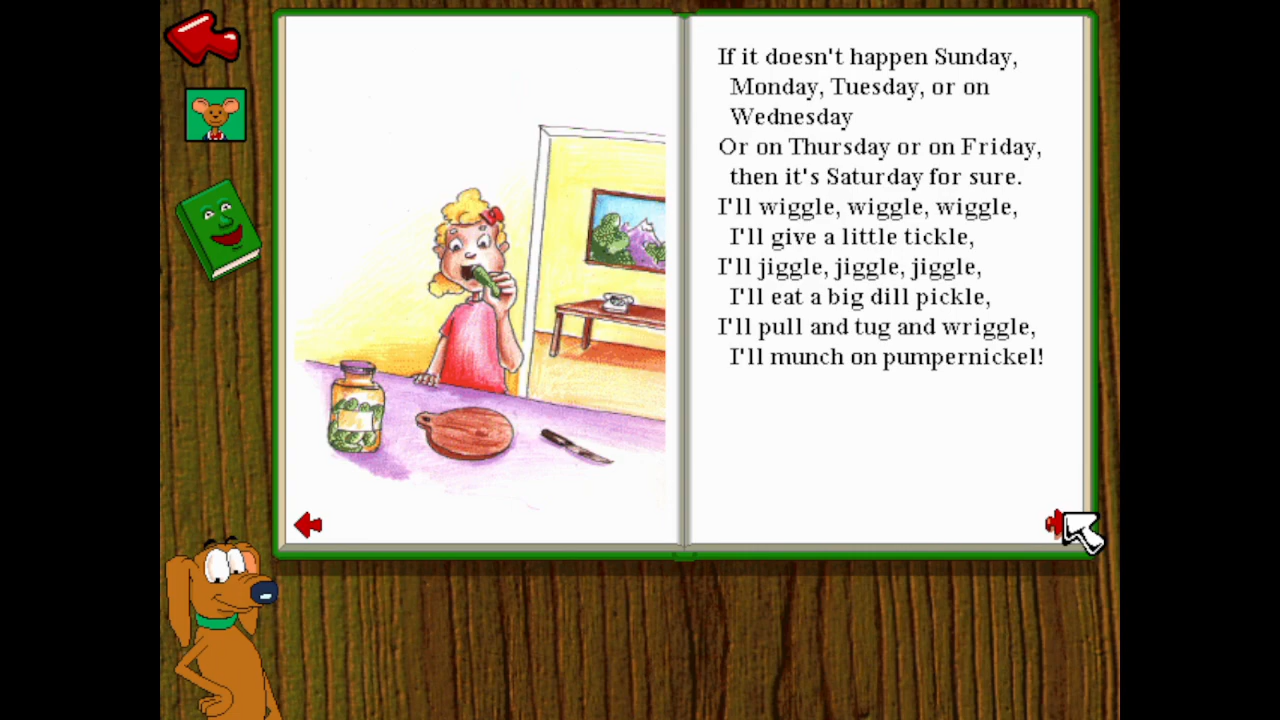 If it doesn't happen Sunday,
Monday, Tuesday, or on
Wednesday
Or on Thursday or on Friday,
then it's Saturday for sure.
I'll wiggle, wiggle, wiggle,
I'll give a little tickle,
I'll jiggle, jiggle, jiggle,
I'll eat a big dill pickle,
I'll pull and tug and wriggle,
I'll munch on pumpernickel!